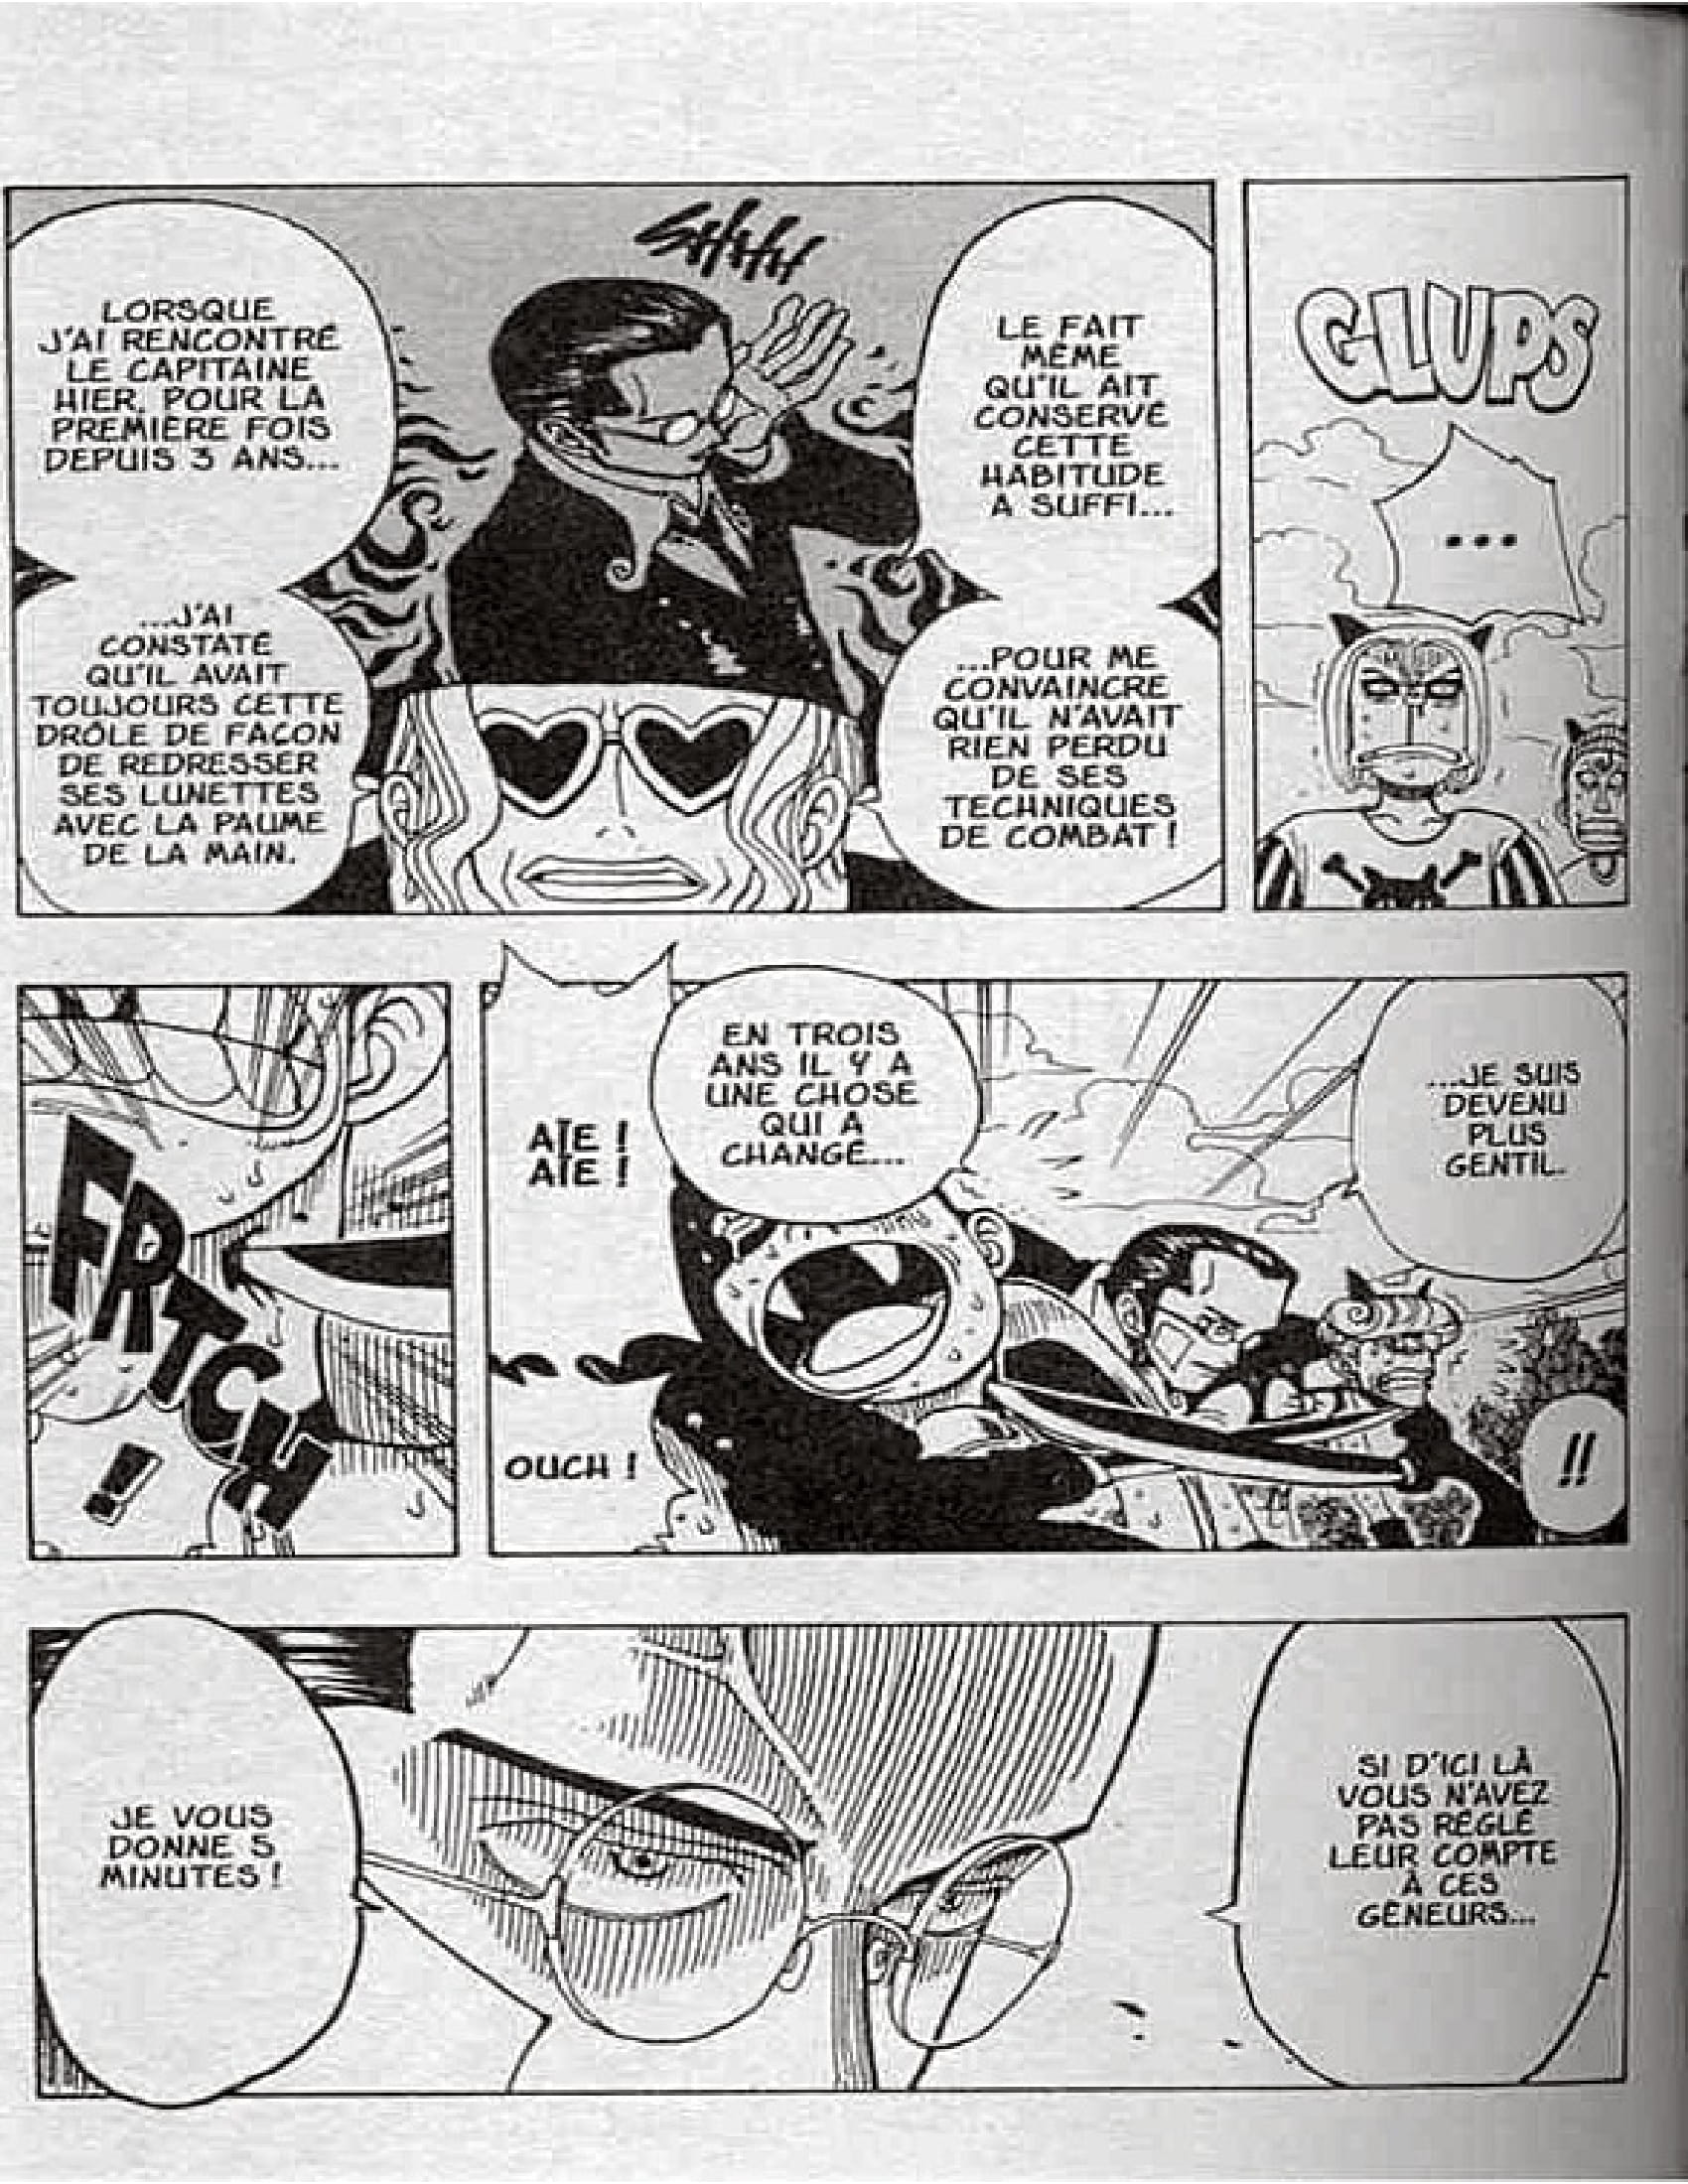 LORSQUE
J'AI RENCONTRÉ
LE CAPITAINE
HIER, POUR LA
PREMIÈRE FOIS
DEPUIS 3 ANS...
...J'AI
CONSTATÉ
QU'IL AVAIT
TOUJOURS CETTE
DRÔLE DE FAÇON
DE REDRESSER
SES LUNETTES
AVEC LA PAUME
DE LA MAIN.
SHHHH
LE FAIT
MÊME
QU'IL AIT
CONSERVÉ
CETTE
HABITUDE
A SUFFI...
...POUR ME
CONVAINCRE
QU'IL N'AVAIT
RIEN PERDU
DE SES
TECHNIQUES
DE COMBAT !
GLUPS
...
FRTCH
!!
AÏE !
AÏE !
OUCH !
EN TROIS
ANS IL Y A
UNE CHOSE
QUI A
CHANGÉ...
...JE SUIS
DEVENU
PLUS
GENTIL.
!!
JE VOUS
DONNE 5
MINUTES !
SI D'ICI LÀ
VOUS N'AVEZ
PAS RÉGLÉ
LEUR COMPTE
À CES
GÊNEURS...